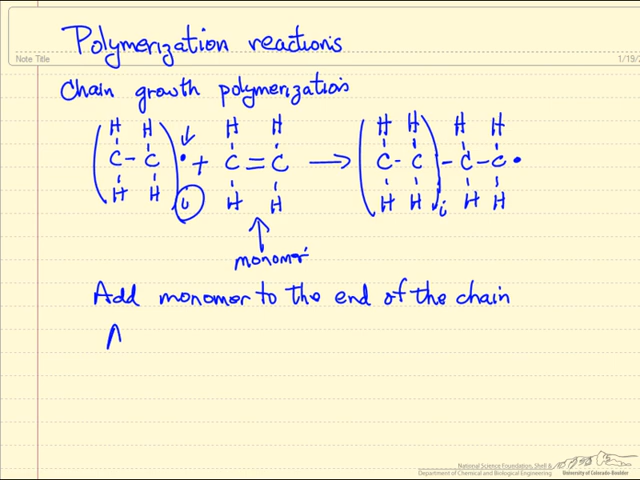 Polymerization reactions
Note Title
1/19/2
Chain growth polymerization
H H H H H H H H
( C - C ) • + C = C → ( C - C ) - C - C •
H H i H H H H i H H
monomer
Add monomer to the end of the chain
National Science Foundation, Shell &
Department of Chemical and Biological Engineering
University of Colorado-Boulder